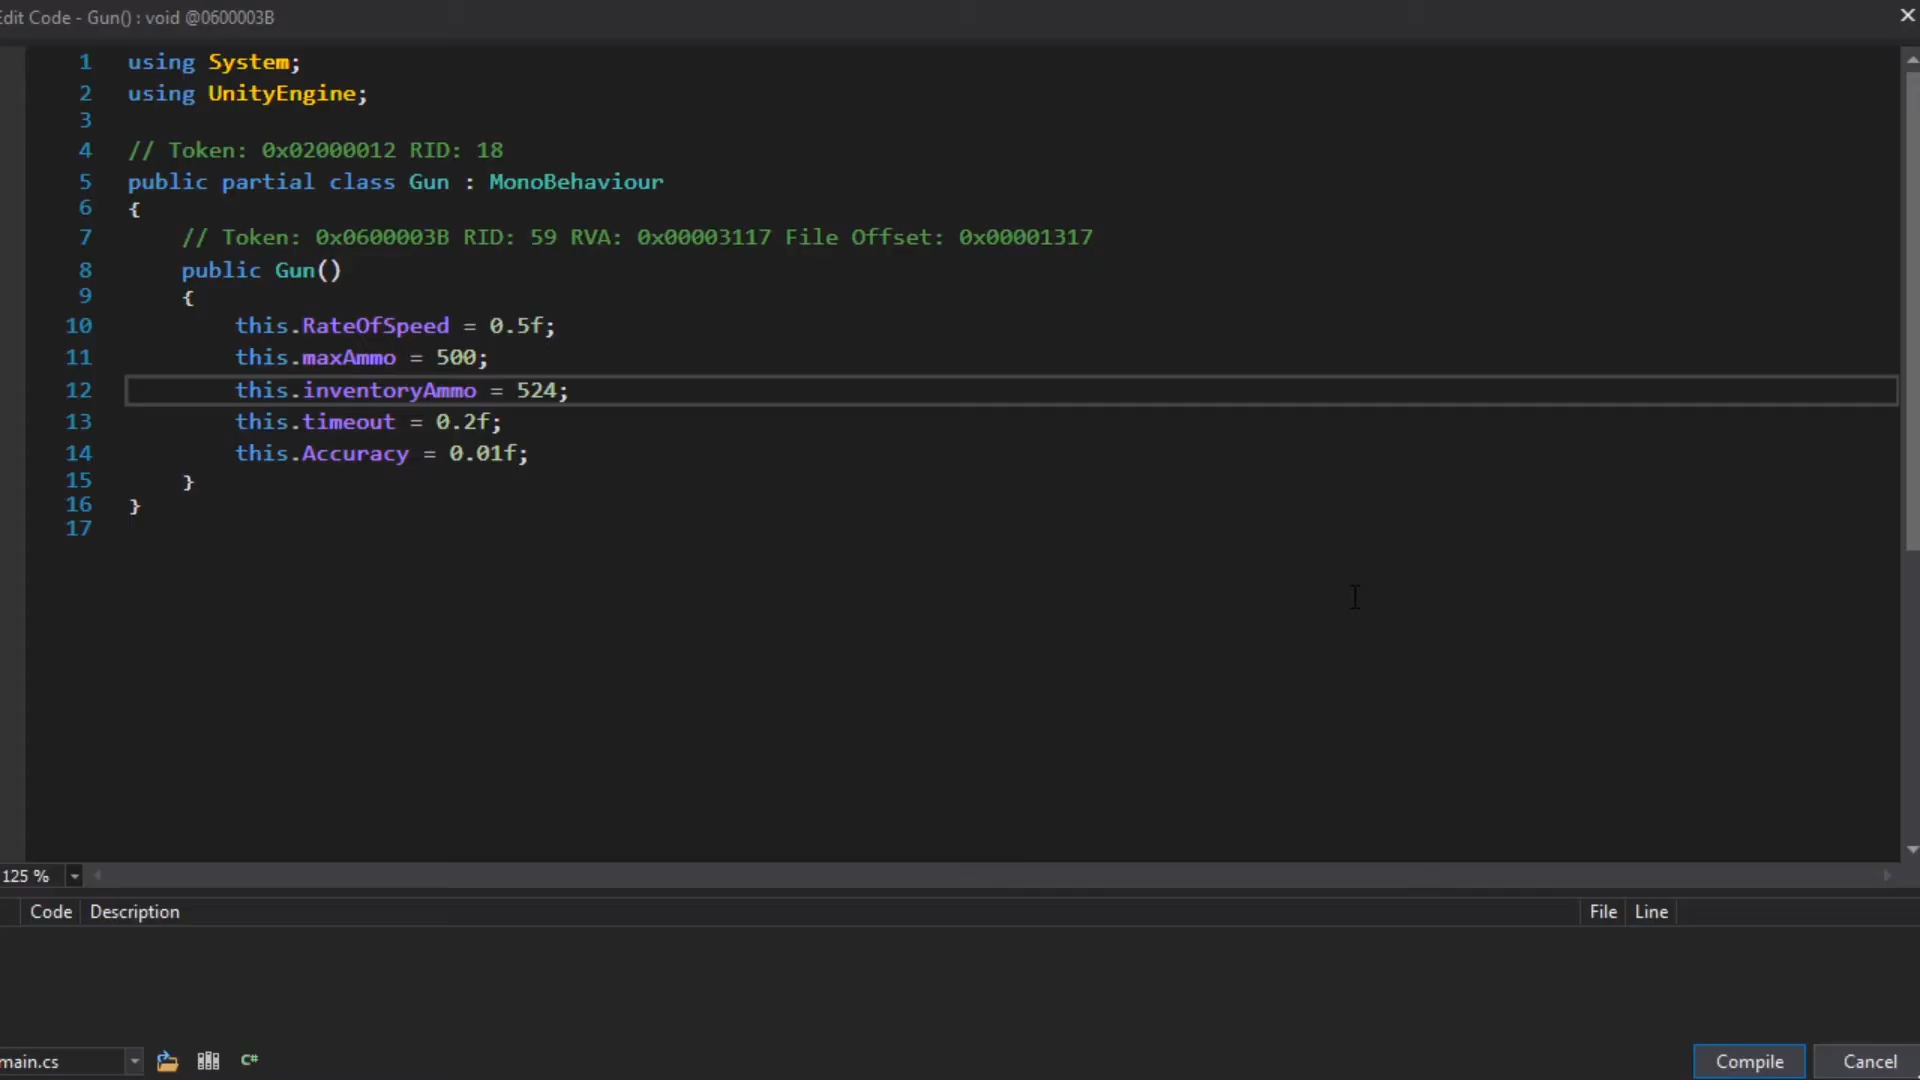 Edit Code - Gun() : void @0600003B
1 using System;
2 using UnityEngine;
3
4 // Token: 0x02000012 RID: 18
5 public partial class Gun : MonoBehaviour
6 {
7 // Token: 0x0600003B RID: 59 RVA: 0x00003117 File Offset: 0x00001317
8 public Gun()
9 {
10 this.RateOfSpeed = 0.5f;
11 this.maxAmmo = 500;
12 this.inventoryAmmo = 524;
13 this.timeout = 0.2f;
14 this.Accuracy = 0.01f;
15 }
16 }
17
125 %
Code Description File Line
main.cs C# Compile Cancel